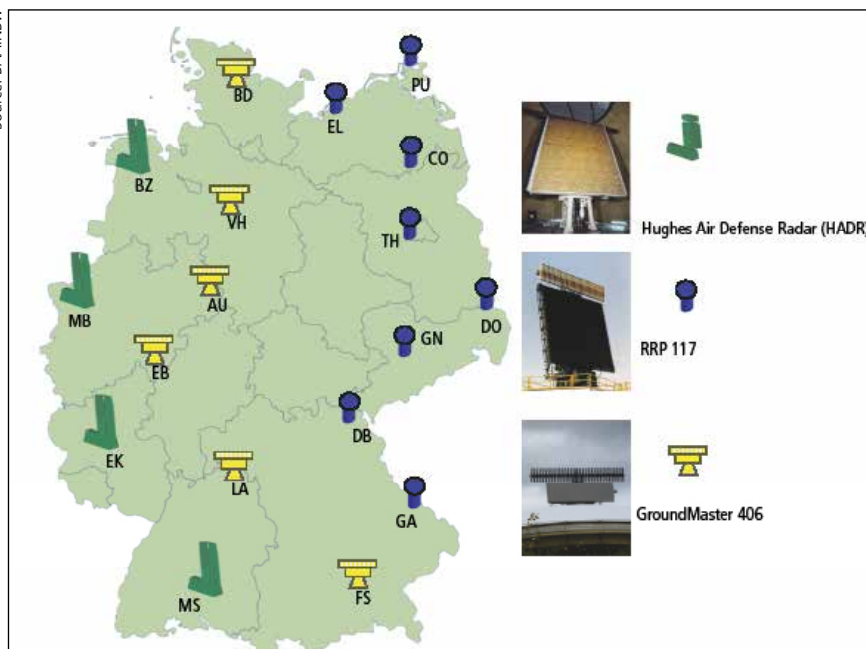 PU
BD
EL
CO
BZ
VH
TH
Hughes Air Defense Radar (HADR)
AU
MB
DO
GN
RRP 117
EB
DB
EK
LA
GA
GroundMaster 406
MS
FS